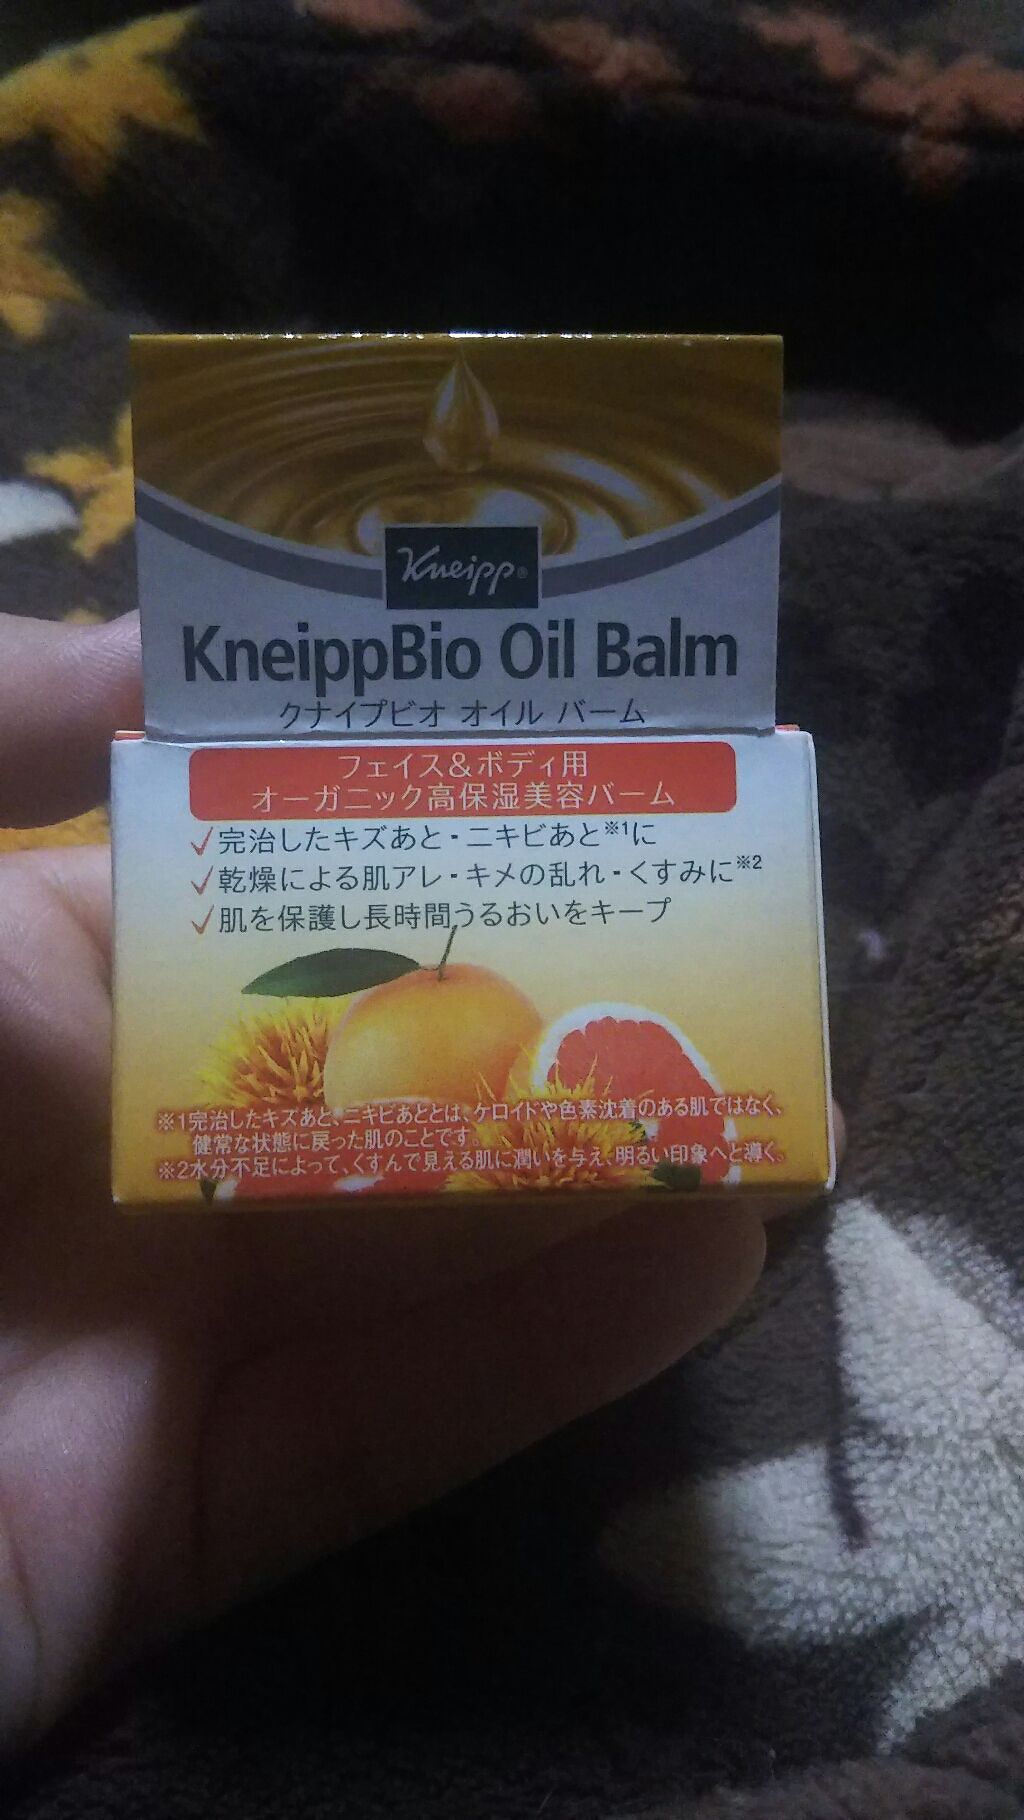 Kneipp®
KneippBio Oil Balm
クナイプビオ オイル バーム
フェイス&ボディ用
オーガニック高保湿美容バーム
✓完治したキズあと・ニキビあと※1に
✓乾燥による肌アレ・キメの乱れ・くすみに※2
✓肌を保護し長時間うるおいをキープ
※1完治したキズあと、ニキビあととは、ケロイドや色素沈着のある肌ではなく、
健常な状態に戻った肌のことです。
※2水分不足によって、くすんで見える肌に潤いを与え、明るい印象へと導く。